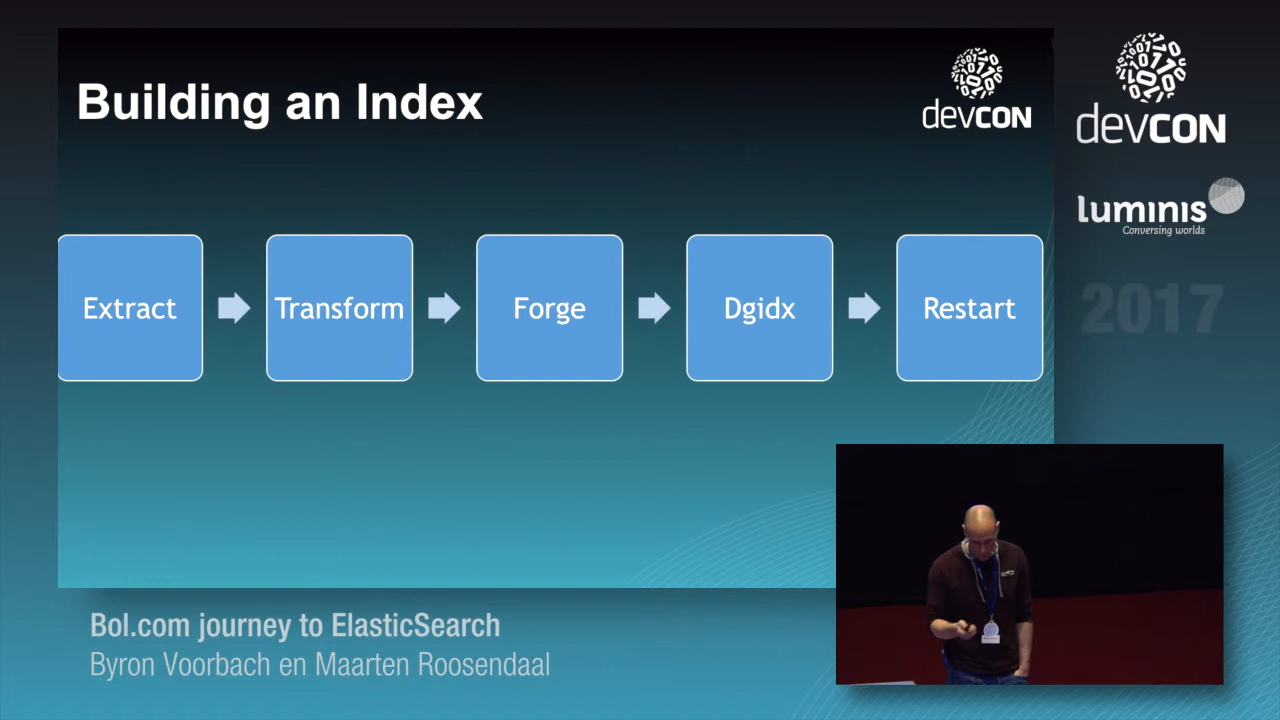 Building an Index
devcon
devcon
luminis
Conversing worlds
2017
Extract
Transform
Forge
Dgidx
Restart
Bol.com journey to ElasticSearch
Byron Voorbach en Maarten Roosendaal